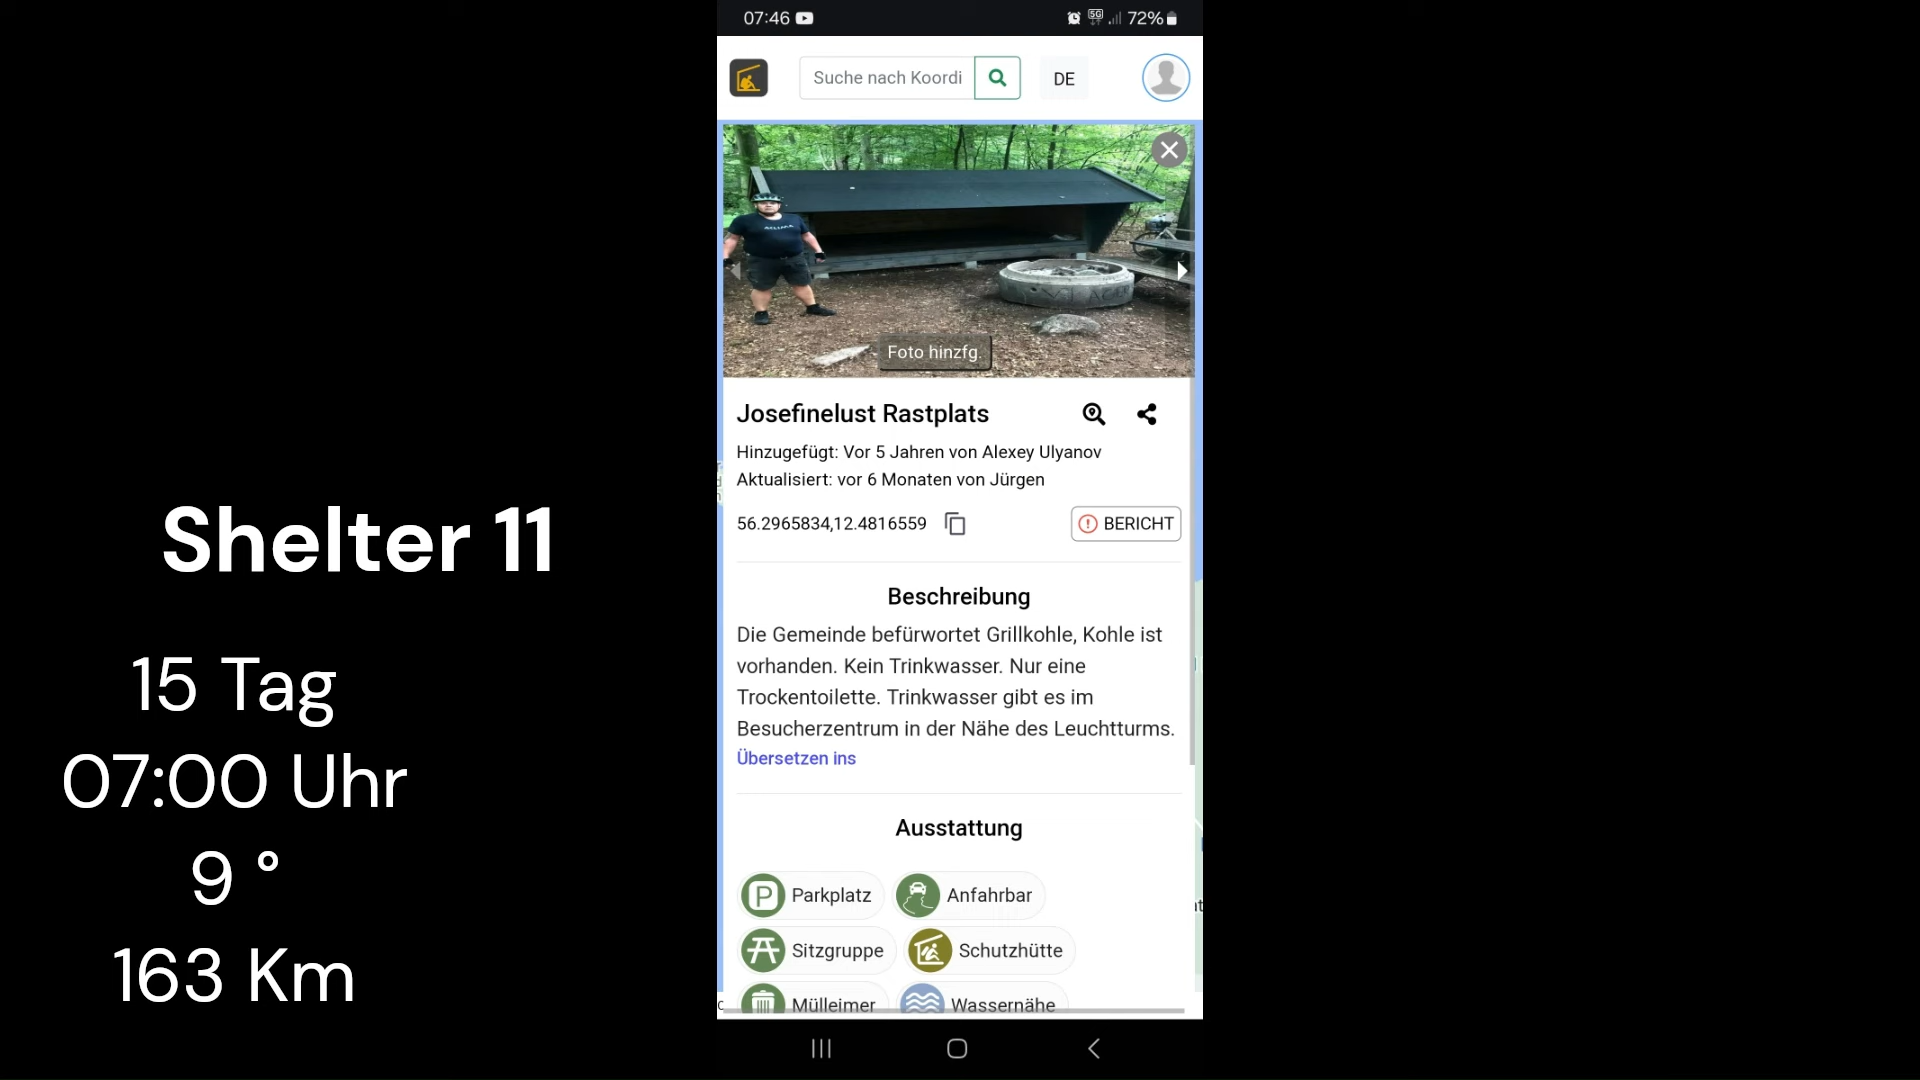 Shelter 11
15 Tag
07:00 Uhr
9 °
163 Km
07:46
5G
72%
Suche nach Koordi
DE
Foto hinzfg.
Josefinelust Rastplats
Hinzugefügt: Vor 5 Jahren von Alexey Ulyanov
Aktualisiert: vor 6 Monaten von Jürgen
56.2965834,12.4816559
BERICHT
Beschreibung
Die Gemeinde befürwortet Grillkohle, Kohle ist
vorhanden. Kein Trinkwasser. Nur eine
Trockentoilette. Trinkwasser gibt es im
Besucherzentrum in der Nähe des Leuchtturms.
Übersetzen ins
Ausstattung
P Parkplatz
Anfahrbar
Sitzgruppe
Schutzhütte
Mülleimer
Wassernähe